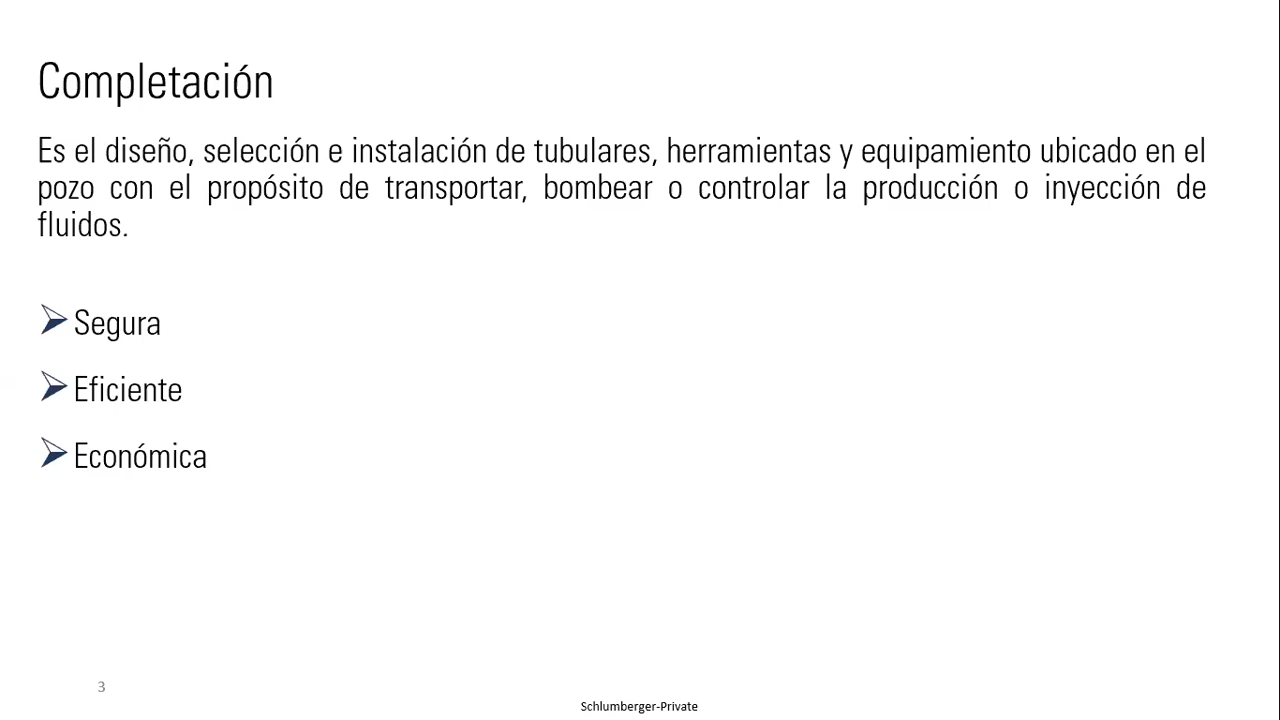 Completación
Es el diseño, selección e instalación de tubulares, herramientas y equipamiento ubicado en el
pozo con el propósito de transportar, bombear o controlar la producción o inyección de
fluidos.
Segura
Eficiente
Económica
3
Schlumberger-Private